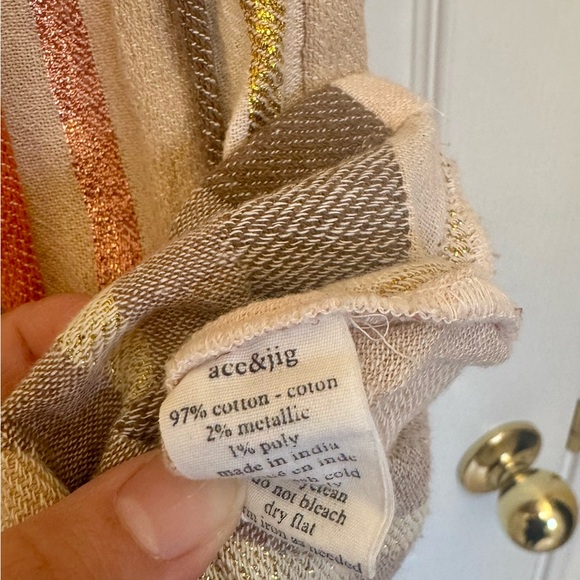 ace&jig
97% cotton - coton
2% metallic
1% poly
made in india
en inde
cold
do not bleach
dry flat
iron as needed